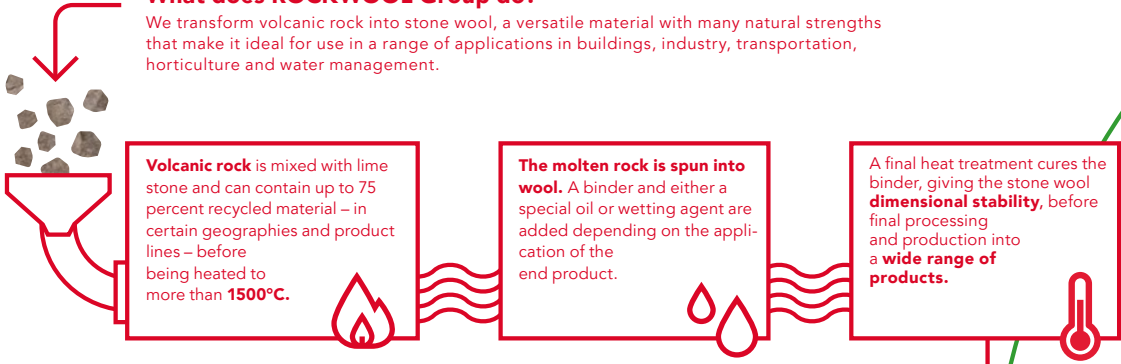 What does ROCKWOOL Group do?
We transform volcanic rock into stone wool, a versatile material with many natural strengths
that make it ideal for use in a range of applications in buildings, industry, transportation,
horticulture and water management.
Volcanic rock is mixed with lime
stone and can contain up to 75
percent recycled material – in
certain geographies and product
lines – before
being heated to
more than 1500°C.
The molten rock is spun into
wool. A binder and either a
special oil or wetting agent are
added depending on the appli-
cation of the
end product.
A final heat treatment cures the
binder, giving the stone wool
dimensional stability, before
final processing
and production into
a wide range of
products.